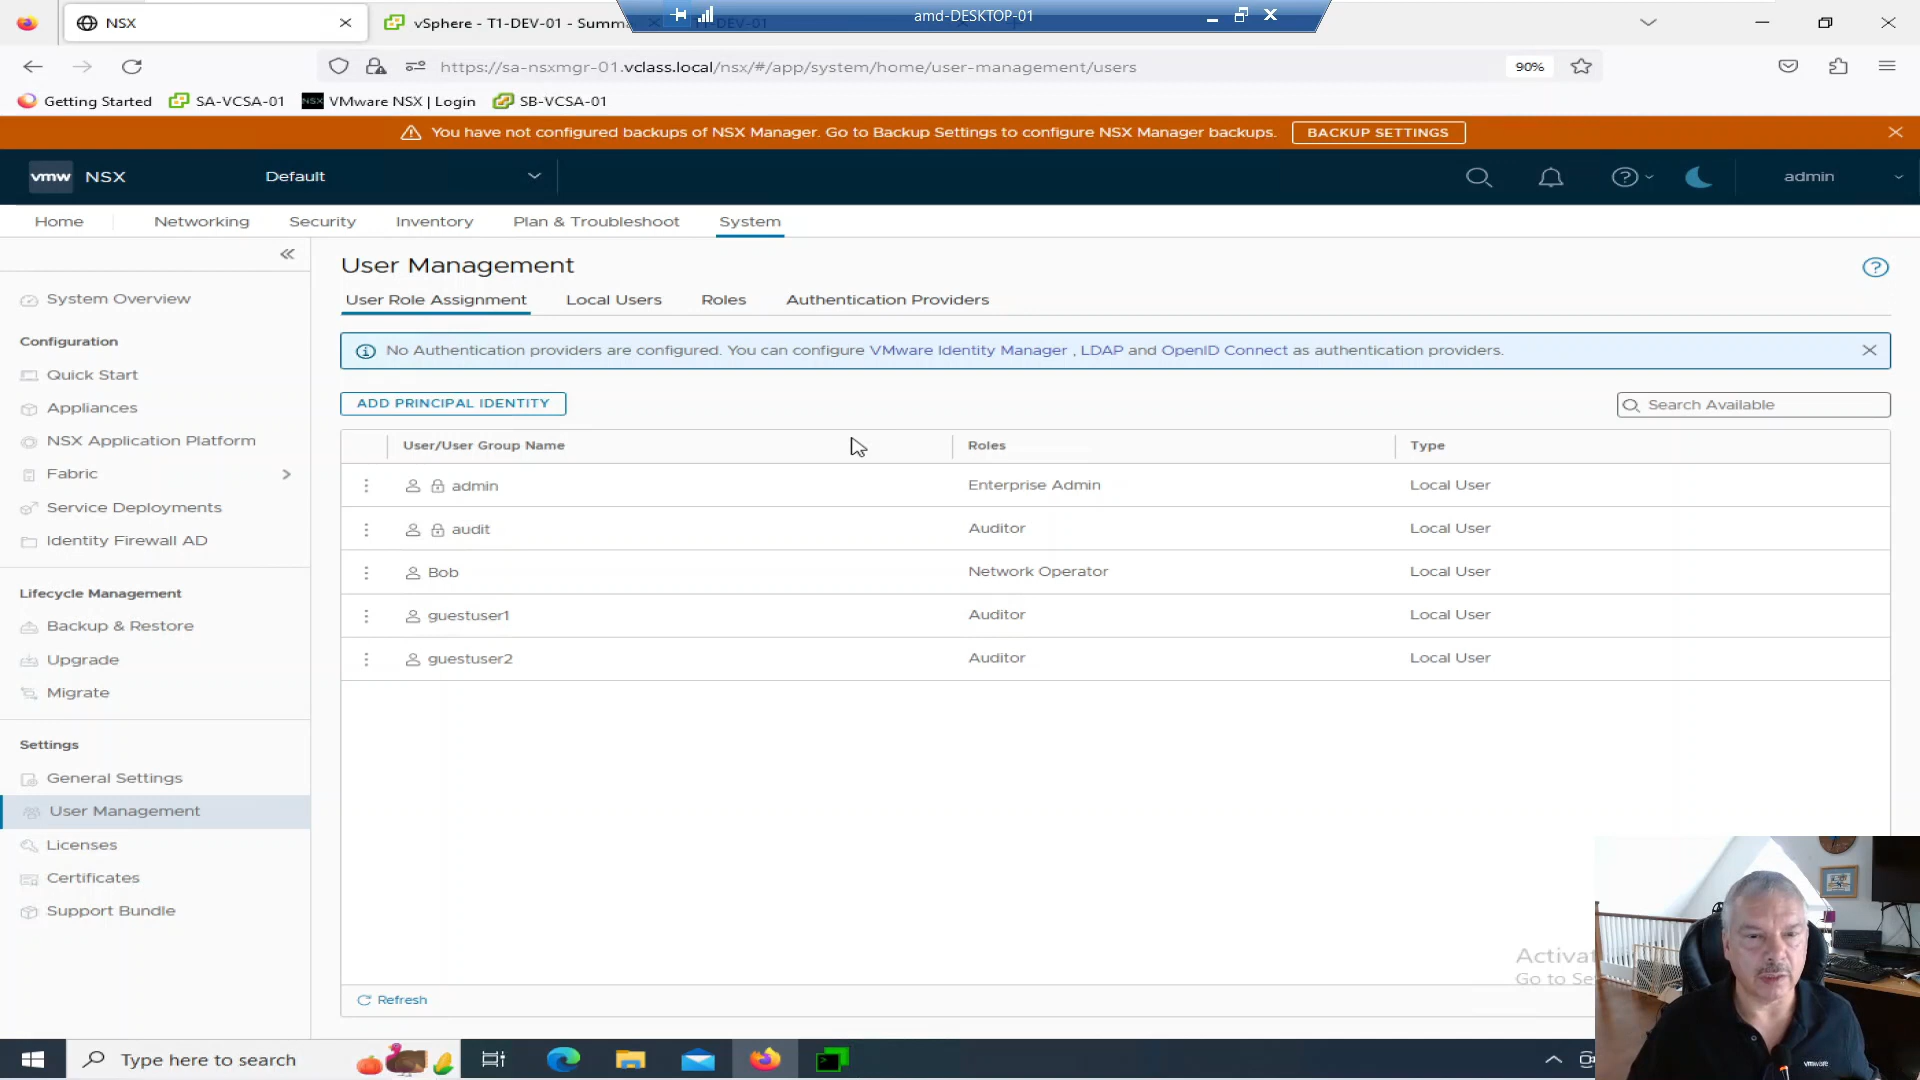 NSX
vSphere - T1-DEV-01 - Summ
T1-DEV-01
amd-DESKTOP-01
https://sa-nsxmgr-01.vclass.local/nsx/#/app/system/home/user-management/users
90%
Getting Started
SA-VCSA-01
NSX
VMware NSX | Login
SB-VCSA-01
You have not configured backups of NSX Manager. Go to Backup Settings to configure NSX Manager backups.
BACKUP SETTINGS
vmw
NSX
Default
admin
Home
Networking
Security
Inventory
Plan & Troubleshoot
System
System Overview
Configuration
Quick Start
Appliances
NSX Application Platform
Fabric
Service Deployments
Identity Firewall AD
Lifecycle Management
Backup & Restore
Upgrade
Migrate
Settings
General Settings
User Management
Licenses
Certificates
Support Bundle
User Management
User Role Assignment
Local Users
Roles
Authentication Providers
No Authentication providers are configured. You can configure VMware Identity Manager , LDAP and OpenID Connect as authentication providers.
ADD PRINCIPAL IDENTITY
Search Available
User/User Group Name
Roles
Type
admin
Enterprise Admin
Local User
audit
Auditor
Local User
Bob
Network Operator
Local User
guestuser1
Auditor
Local User
guestuser2
Auditor
Local User
Refresh
Activat
Go to Se
Type here to search
vmware